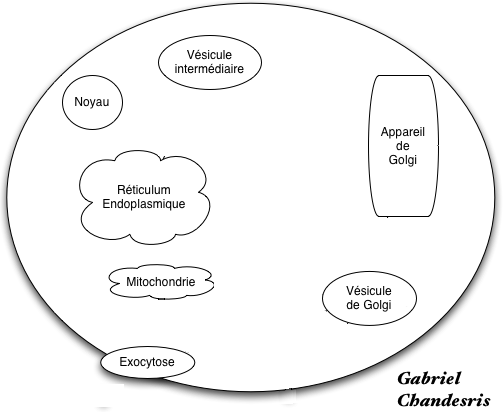 Vésicule
intermédiaire
Noyau
Appareil
de
Golgi
Réticulum
Endoplasmique
Mitochondrie
Vésicule
de Golgi
Exocytose
Gabriel
Chandesris